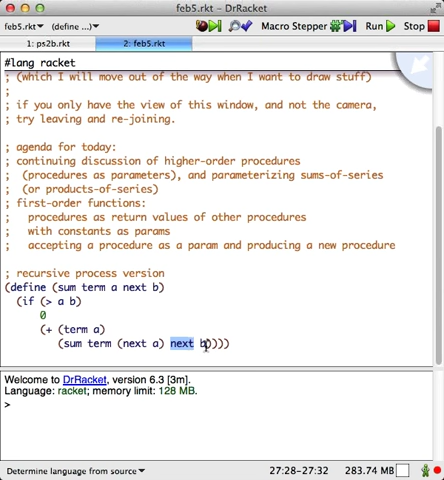 feb5.rkt - DrRacket
feb5.rkt▾ (define ...)▾ Macro Stepper Run Stop
1: ps2b.rkt 2: feb5.rkt
#lang racket
; (which I will move out of the way when I want to draw stuff)
;
; if you only have the view of this window, and not the camera,
; try leaving and re-joining.
; agenda for today:
; continuing discussion of higher-order procedures
; (procedures as parameters), and parameterizing sums-of-series
; (or products-of-series)
; first-order functions:
; procedures as return values of other procedures
; with constants as params
; accepting a procedure as a param and producing a new procedure
; recursive process version
(define (sum term a next b)
(if (> a b)
0
(+ (term a)
(sum term (next a) next b))))
Welcome to DrRacket, version 6.3 [3m].
Language: racket; memory limit: 128 MB.
>
Determine language from source▾ 27:28-27:32 283.74 MB